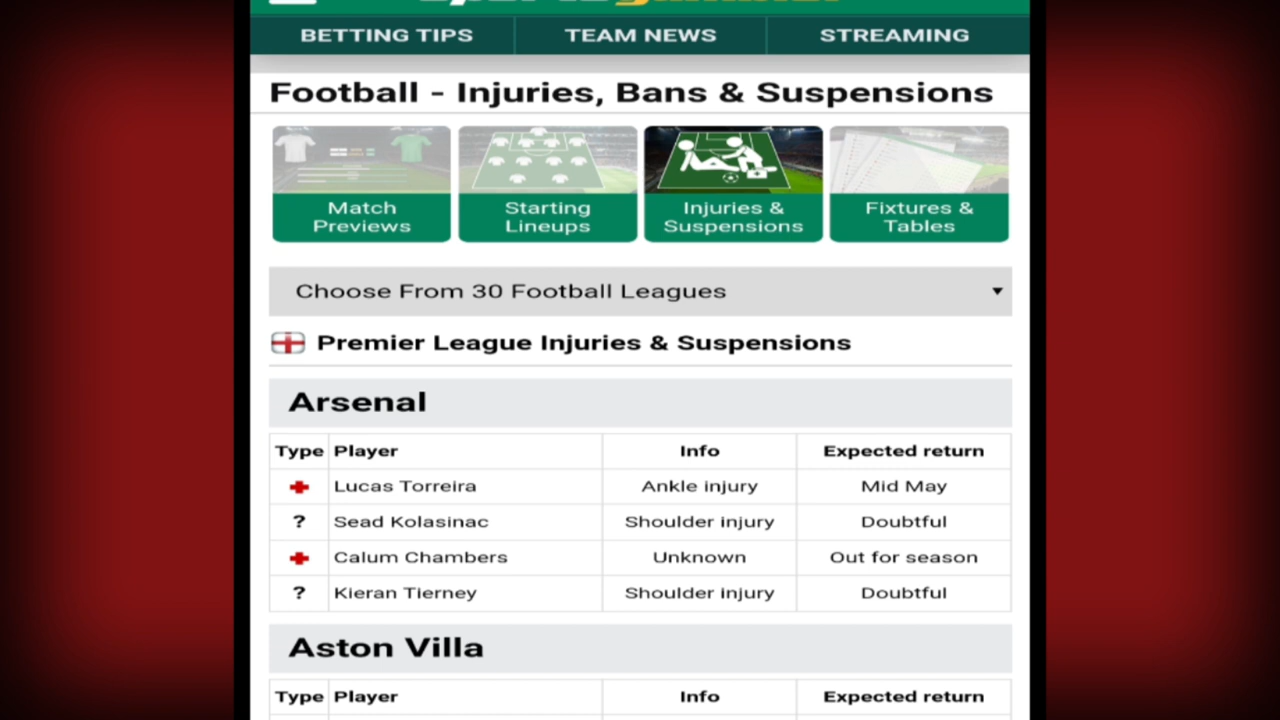 BETTING TIPS TEAM NEWS STREAMING
Football - Injuries, Bans & Suspensions
Match Previews
Starting Lineups
Injuries & Suspensions
Fixtures & Tables
Choose From 30 Football Leagues
Premier League Injuries & Suspensions
Arsenal
Type Player Info Expected return
Lucas Torreira Ankle injury Mid May
? Sead Kolasinac Shoulder injury Doubtful
Calum Chambers Unknown Out for season
? Kieran Tierney Shoulder injury Doubtful
Aston Villa
Type Player Info Expected return